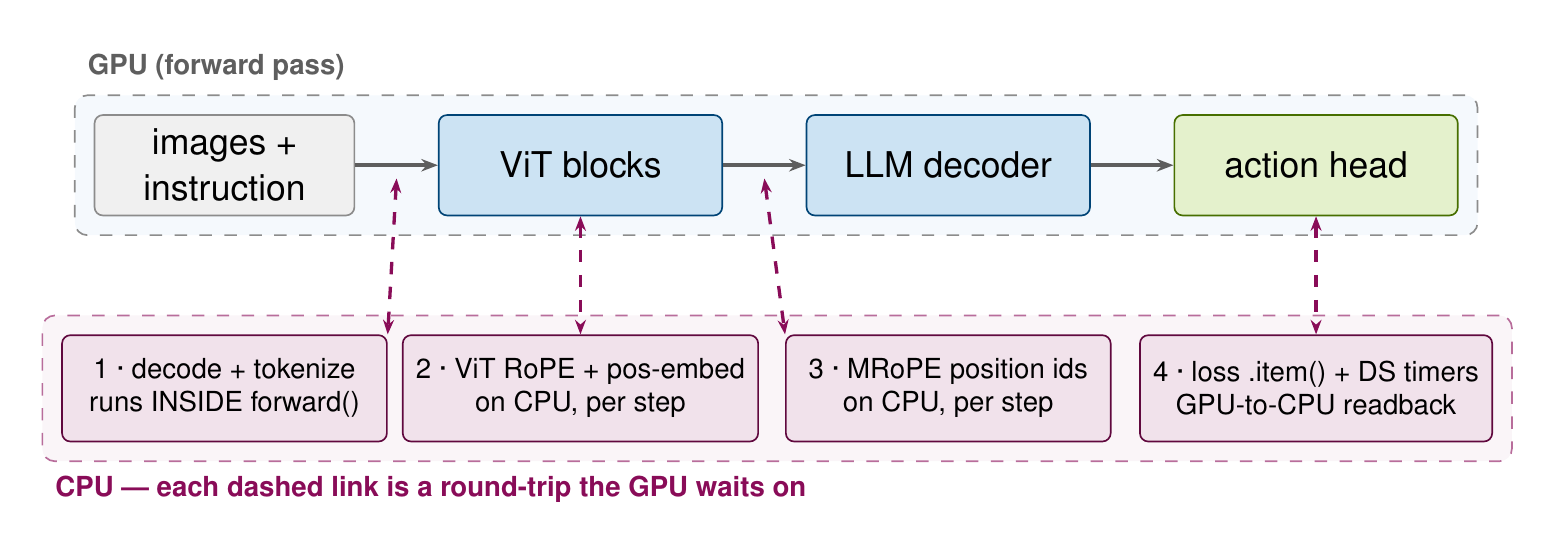 GPU (forward pass)
images +
instruction
ViT blocks
LLM decoder
action head
1 · decode + tokenize
runs INSIDE forward()
2 · ViT RoPE + pos-embed
on CPU, per step
3 · MRoPE position ids
on CPU, per step
4 · loss .item() + DS timers
GPU-to-CPU readback
CPU — each dashed link is a round-trip the GPU waits on